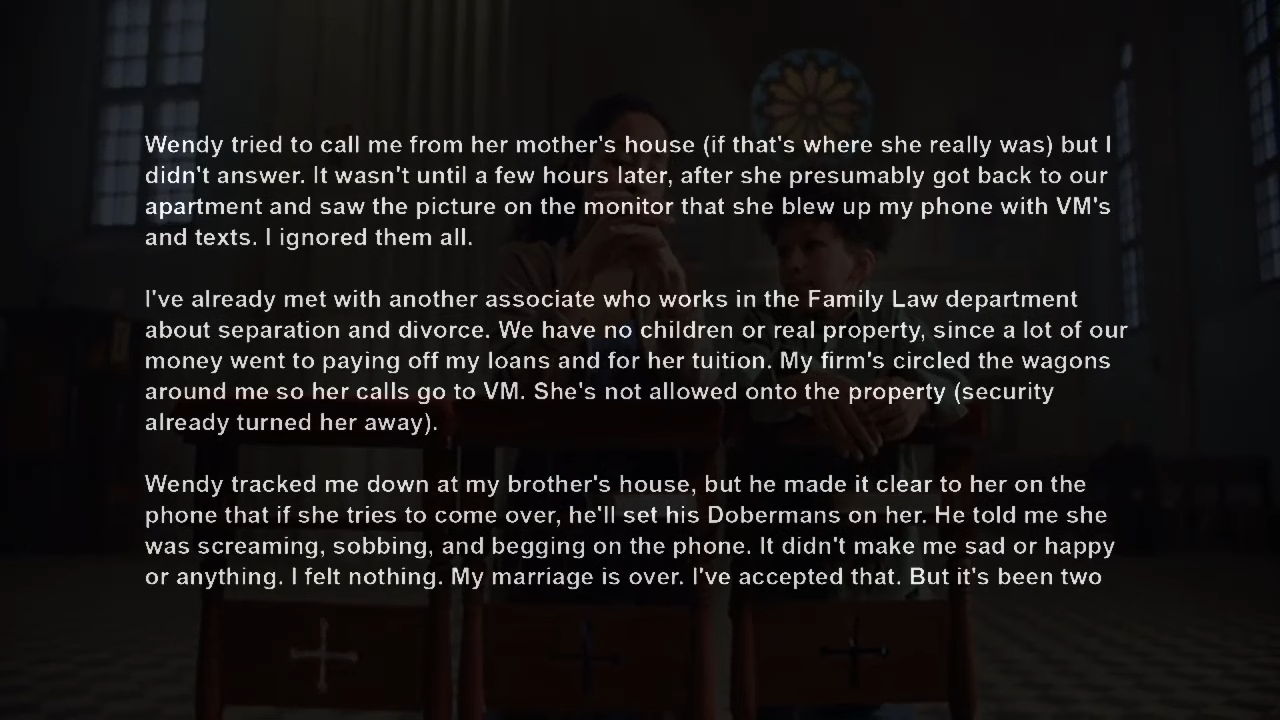 Wendy tried to call me from her mother's house (if that's where she really was) but I
didn't answer. It wasn't until a few hours later, after she presumably got back to our
apartment and saw the picture on the monitor that she blew up my phone with VM's
and texts. I ignored them all.
I've already met with another associate who works in the Family Law department
about separation and divorce. We have no children or real property, since a lot of our
money went to paying off my loans and for her tuition. My firm's circled the wagons
around me so her calls go to VM. She's not allowed onto the property (security
already turned her away).
Wendy tracked me down at my brother's house, but he made it clear to her on the
phone that if she tries to come over, he'll set his Dobermans on her. He told me she
was screaming, sobbing, and begging on the phone. It didn't make me sad or happy
or anything. I felt nothing. My marriage is over. I've accepted that. But it's been two